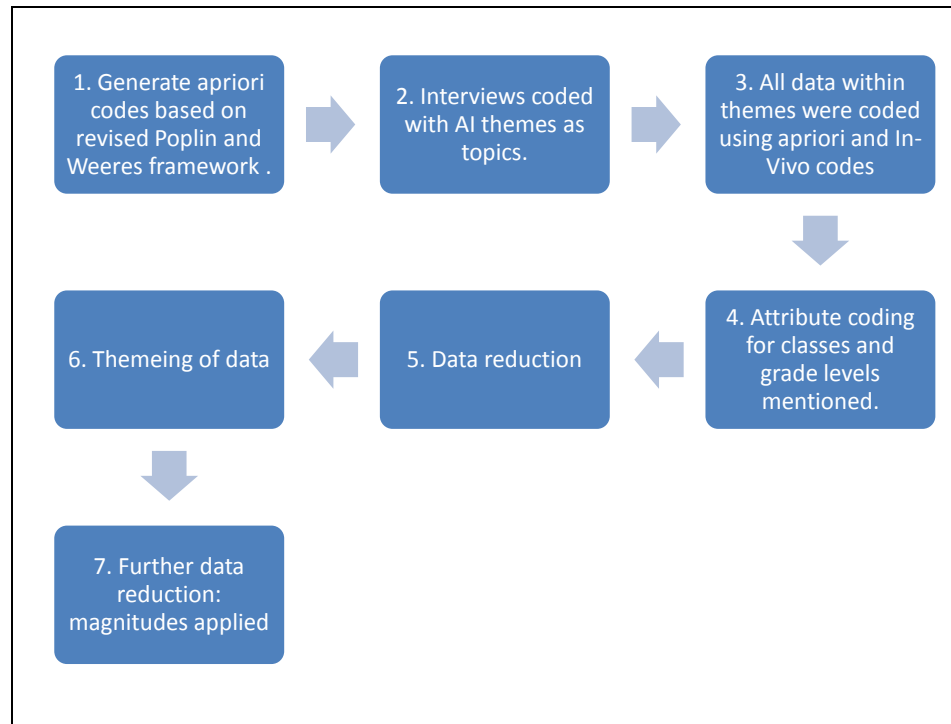 1. Generate apriori
codes based on
revised Poplin and
Weeres framework .
2. Interviews coded
with AI themes as
topics.
3. All data within
themes were coded
using apriori and In-
Vivo codes
4. Attribute coding
for classes and
grade levels
mentioned.
5. Data reduction
6. Themeing of data
7. Further data
reduction:
magnitudes applied